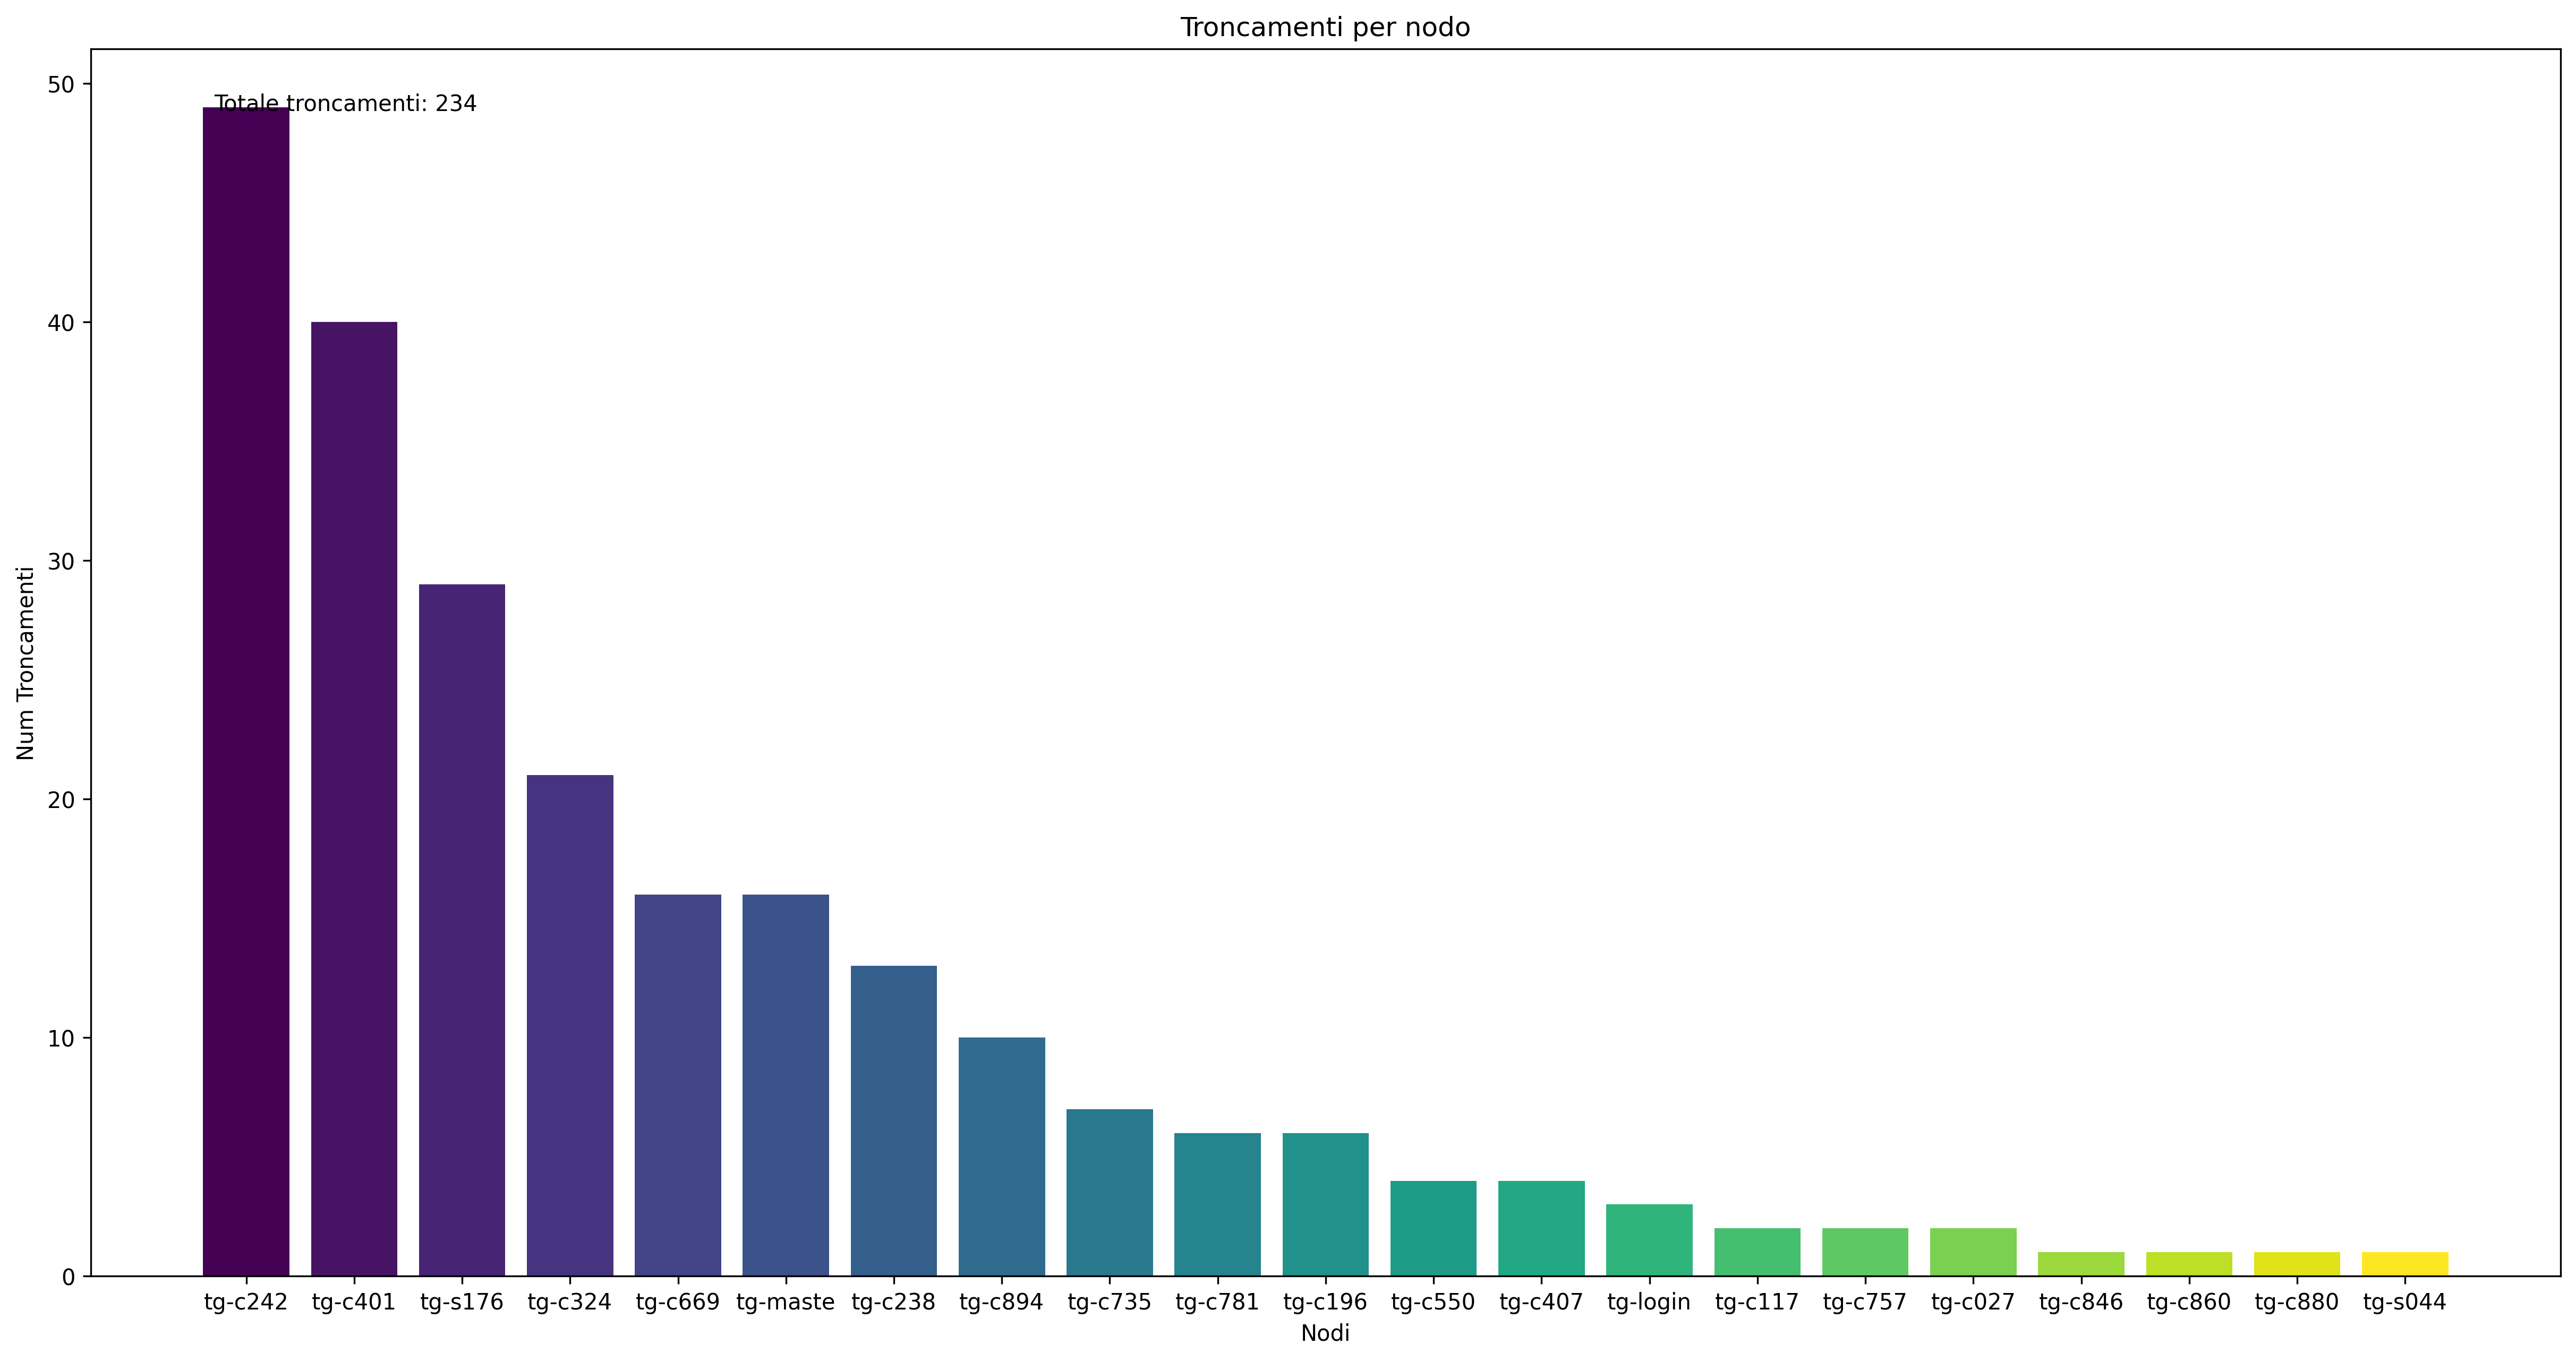 Troncamenti per nodo
Totale troncamenti: 234
Num Troncamenti
50
40
30
20
10
0
tg-c242 tg-c401 tg-s176 tg-c324 tg-c669 tg-maste tg-c238 tg-c894 tg-c735 tg-c781 tg-c196 tg-c550 tg-c407 tg-login tg-c117 tg-c757 tg-c027 tg-c846 tg-c860 tg-c880 tg-s044
Nodi